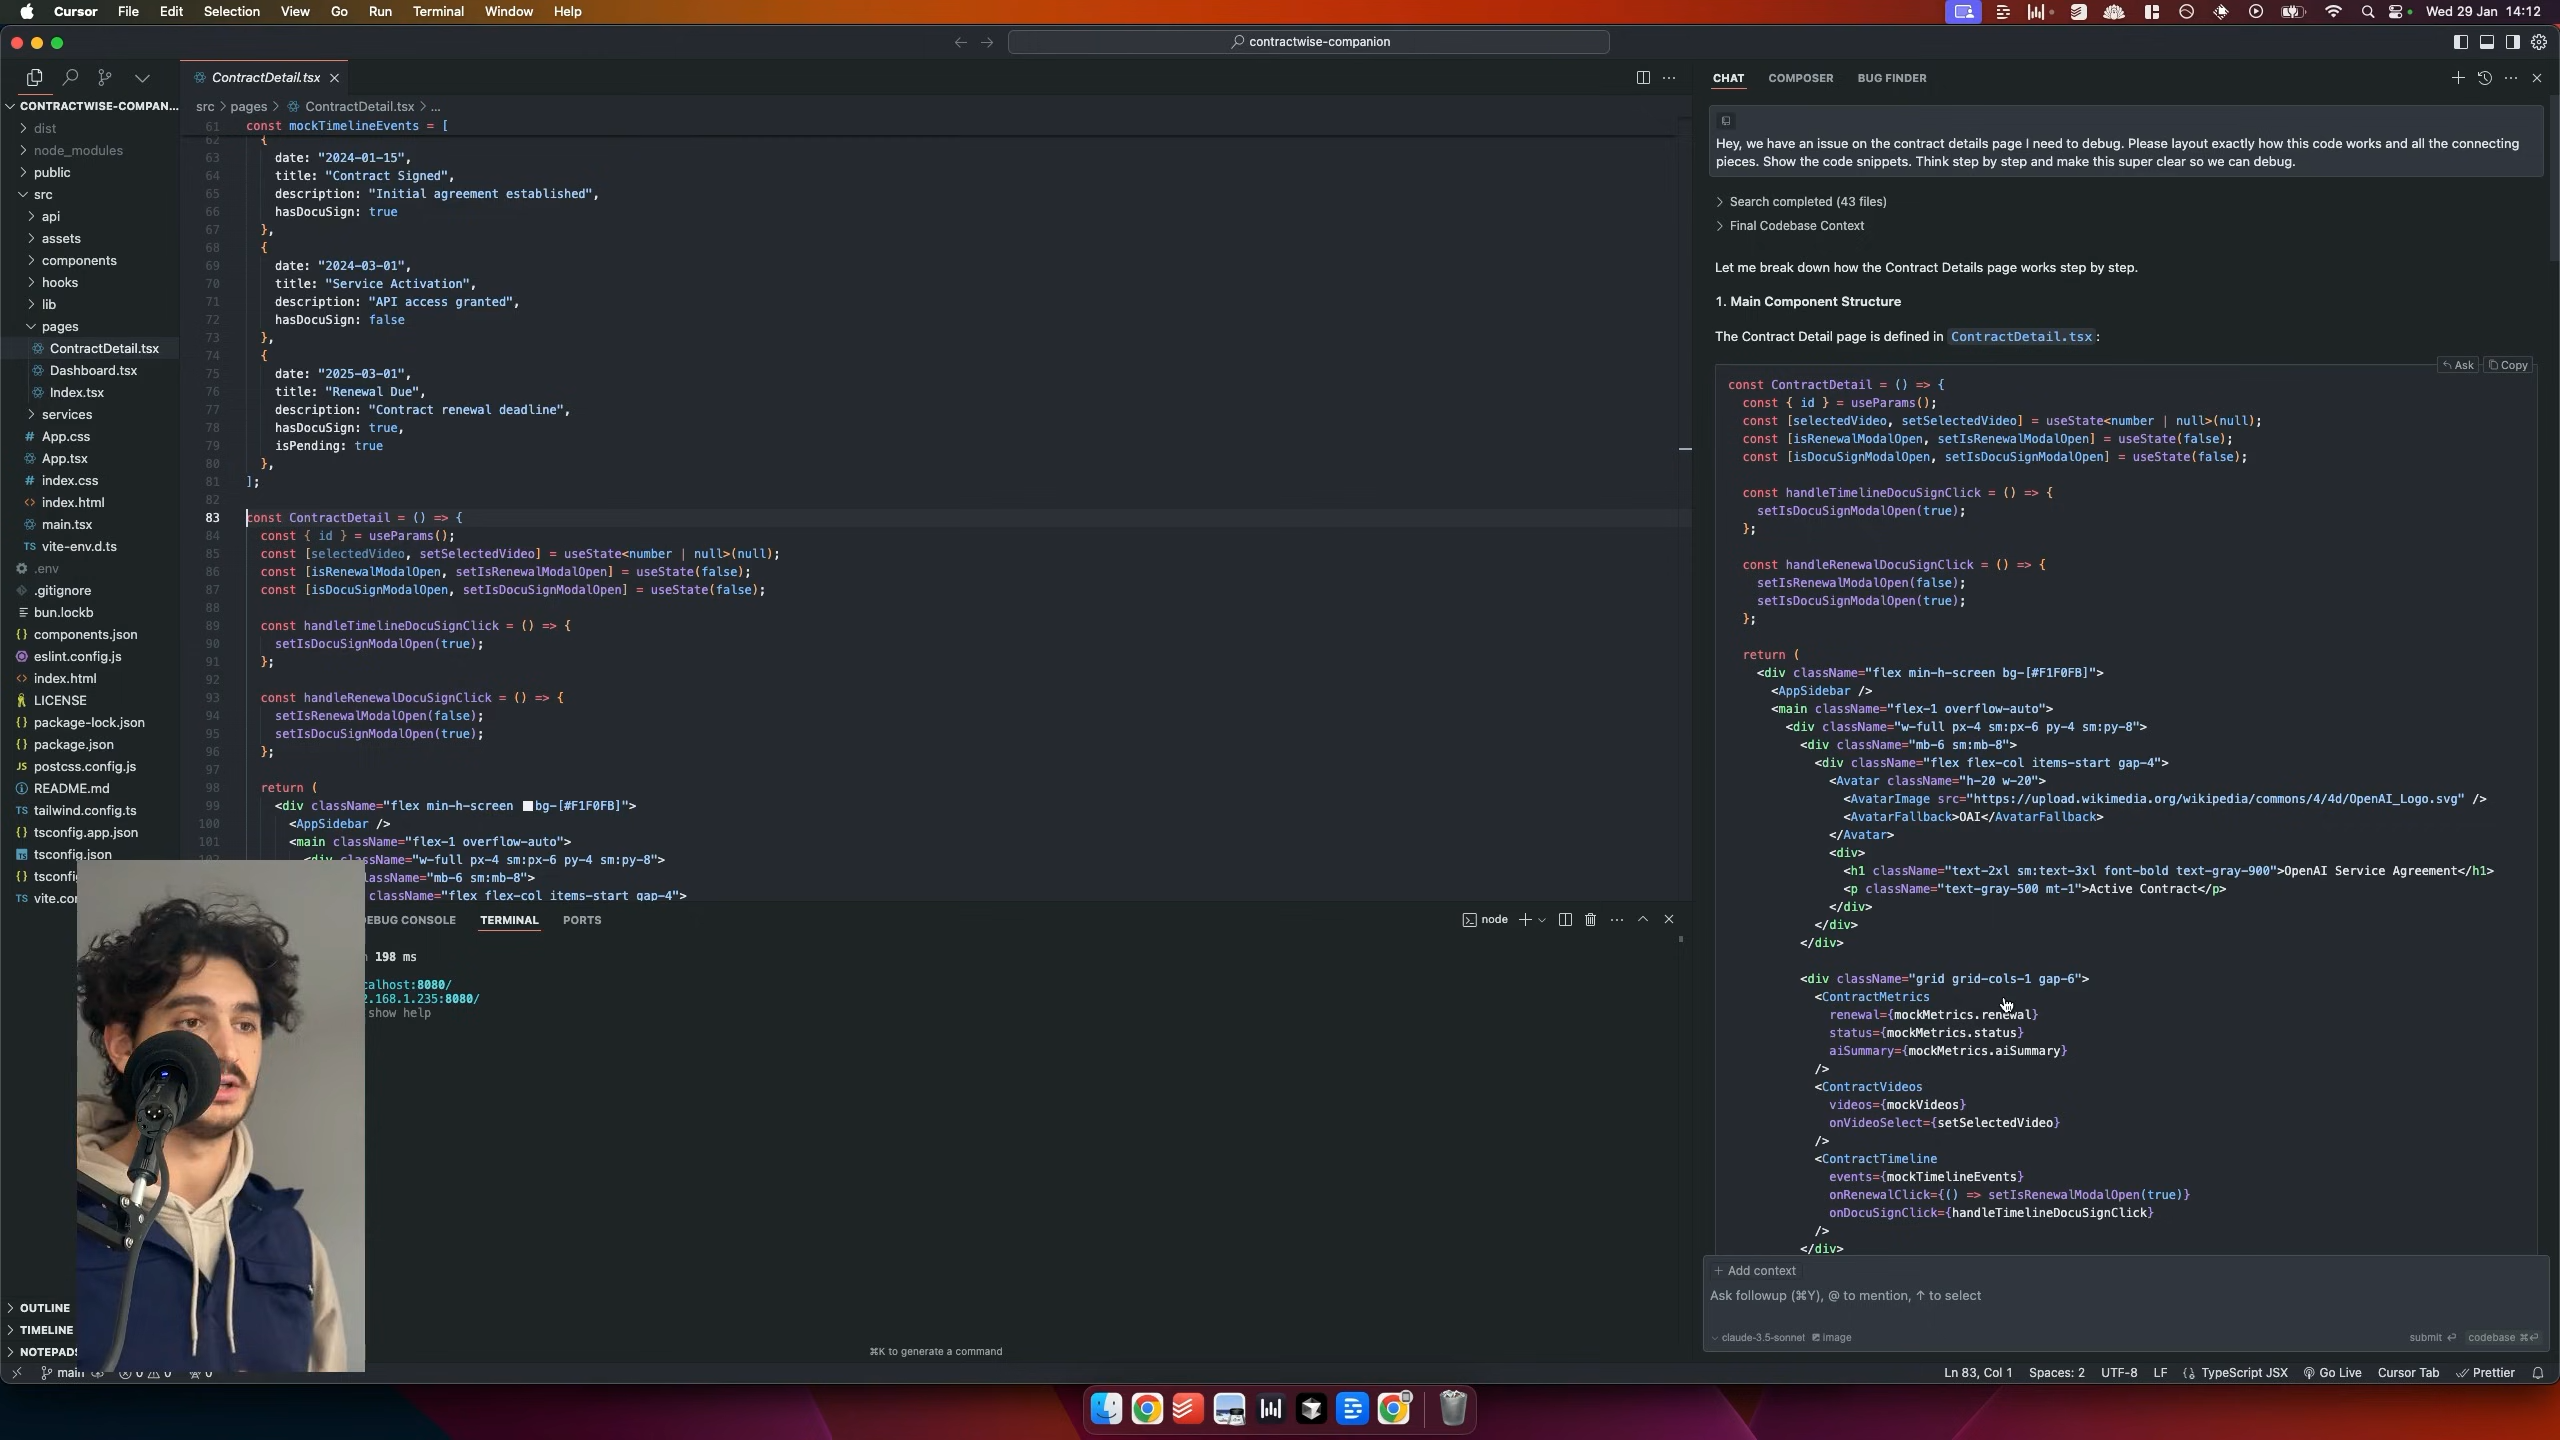 Cursor File Edit Selection View Go Run Terminal Window Help
Wed 29 Jan 14:12
contractwise-companion
CONTRACTWISE-COMPAN...
dist
node_modules
public
src
api
assets
components
hooks
lib
pages
ContractDetail.tsx
Dashboard.tsx
Index.tsx
services
# App.css
App.tsx
# index.css
<> index.html
main.tsx
TS vite-env.d.ts
.env
.gitignore
bun.lockb
{} components.json
eslint.config.js
<> index.html
LICENSE
{} package-lock.json
{} package.json
JS postcss.config.js
README.md
TS tailwind.config.ts
{} tsconfig.app.json
tsconfig.json
tsconfi
TS vite.co
OUTLINE
TIMELINE
NOTEPADS
ContractDetail.tsx
src > pages > ContractDetail.tsx > ...
61 const mockTimelineEvents = [
62 {
63 date: "2024-01-15",
64 title: "Contract Signed",
65 description: "Initial agreement established",
66 hasDocuSign: true
67 },
68 {
69 date: "2024-03-01",
70 title: "Service Activation",
71 description: "API access granted",
72 hasDocuSign: false
73 },
74 {
75 date: "2025-03-01",
76 title: "Renewal Due",
77 description: "Contract renewal deadline",
78 hasDocuSign: true,
79 isPending: true
80 },
81 ];
82
83 const ContractDetail = () => {
84 const { id } = useParams();
85 const [selectedVideo, setSelectedVideo] = useState<number | null>(null);
86 const [isRenewalModalOpen, setIsRenewalModalOpen] = useState(false);
87 const [isDocuSignModalOpen, setIsDocuSignModalOpen] = useState(false);
88
89 const handleTimelineDocuSignClick = () => {
90 setIsDocuSignModalOpen(true);
91 };
92
93 const handleRenewalDocuSignClick = () => {
94 setIsRenewalModalOpen(false);
95 setIsDocuSignModalOpen(true);
96 };
97
98 return (
99 <div className="flex min-h-screen bg-[#F1F0FB]">
100 <AppSidebar />
101 <main className="flex-1 overflow-auto">
<div className="w-full px-4 sm:px-6 py-4 sm:py-8">
className="mb-6 sm:mb-8">
className="flex flex-col items-start gap-4">
EBUG CONSOLE TERMINAL PORTS
node
198 ms
calhost:8080/
2.168.1.235:8080/
show help
⌘K to generate a command
CHAT COMPOSER BUG FINDER
Hey, we have an issue on the contract details page I need to debug. Please layout exactly how this code works and all the connecting
pieces. Show the code snippets. Think step by step and make this super clear so we can debug.
Search completed (43 files)
Final Codebase Context
Let me break down how the Contract Details page works step by step.
1. Main Component Structure
The Contract Detail page is defined in ContractDetail.tsx:
Ask Copy
const ContractDetail = () => {
const { id } = useParams();
const [selectedVideo, setSelectedVideo] = useState<number | null>(null);
const [isRenewalModalOpen, setIsRenewalModalOpen] = useState(false);
const [isDocuSignModalOpen, setIsDocuSignModalOpen] = useState(false);
const handleTimelineDocuSignClick = () => {
setIsDocuSignModalOpen(true);
};
const handleRenewalDocuSignClick = () => {
setIsRenewalModalOpen(false);
setIsDocuSignModalOpen(true);
};
return (
<div className="flex min-h-screen bg-[#F1F0FB]">
<AppSidebar />
<main className="flex-1 overflow-auto">
<div className="w-full px-4 sm:px-6 py-4 sm:py-8">
<div className="mb-6 sm:mb-8">
<div className="flex flex-col items-start gap-4">
<Avatar className="h-20 w-20">
<AvatarImage src="https://upload.wikimedia.org/wikipedia/commons/4/4d/OpenAI_Logo.svg" />
<AvatarFallback>OAI</AvatarFallback>
</Avatar>
<div>
<h1 className="text-2xl sm:text-3xl font-bold text-gray-900">OpenAI Service Agreement</h1>
<p className="text-gray-500 mt-1">Active Contract</p>
</div>
</div>
</div>
<div className="grid grid-cols-1 gap-6">
<ContractMetrics
renewal={mockMetrics.renewal}
status={mockMetrics.status}
aiSummary={mockMetrics.aiSummary}
/>
<ContractVideos
videos={mockVideos}
onVideoSelect={setSelectedVideo}
/>
<ContractTimeline
events={mockTimelineEvents}
onRenewalClick={() => setIsRenewalModalOpen(true)}
onDocuSignClick={handleTimelineDocuSignClick}
/>
</div>
+ Add context
Ask followup (⌘Y), @ to mention, ↑ to select
claude-3.5-sonnet image
submit ↵ codebase ⌘↵
main
Ln 83, Col 1 Spaces: 2 UTF-8 LF {} TypeScript JSX Go Live Cursor Tab Prettier